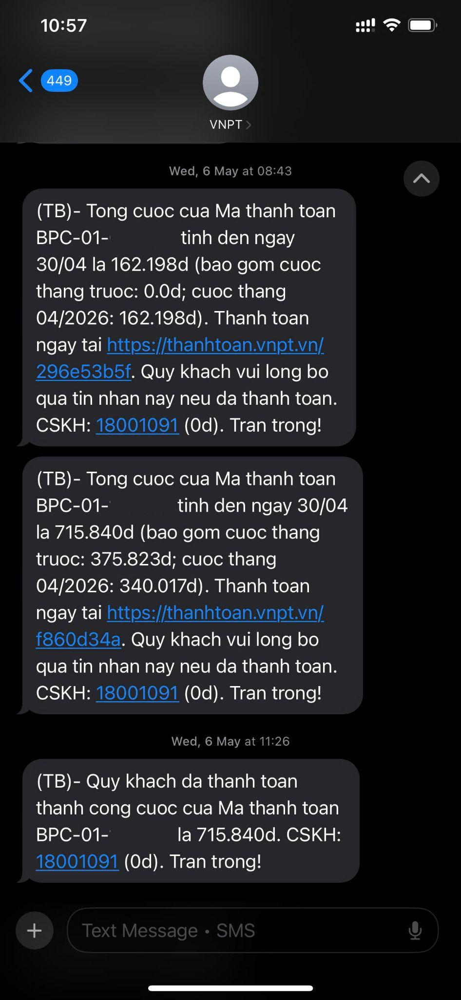 10:57
449
VNPT
Wed, 6 May at 08:43
(TB)- Tong cuoc cua Ma thanh toan
BPC-01- tinh den ngay
30/04 la 162.198d (bao gom cuoc
thang truoc: 0.0d; cuoc thang
04/2026: 162.198d). Thanh toan
ngay tai https://thanhtoan.vnpt.vn/
296e53b5f. Quy khach vui long bo
qua tin nhan nay neu da thanh toan.
CSKH: 18001091 (0d). Tran trong!
(TB)- Tong cuoc cua Ma thanh toan
BPC-01- tinh den ngay 30/04
la 715.840d (bao gom cuoc thang
truoc: 375.823d; cuoc thang
04/2026: 340.017d). Thanh toan
ngay tai https://thanhtoan.vnpt.vn/
f860d34a. Quy khach vui long bo
qua tin nhan nay neu da thanh toan.
CSKH: 18001091 (0d). Tran trong!
Wed, 6 May at 11:26
(TB)- Quy khach da thanh toan
thanh cong cuoc cua Ma thanh toan
BPC-01- la 715.840d. CSKH:
18001091 (0d). Tran trong!
Text Message • SMS